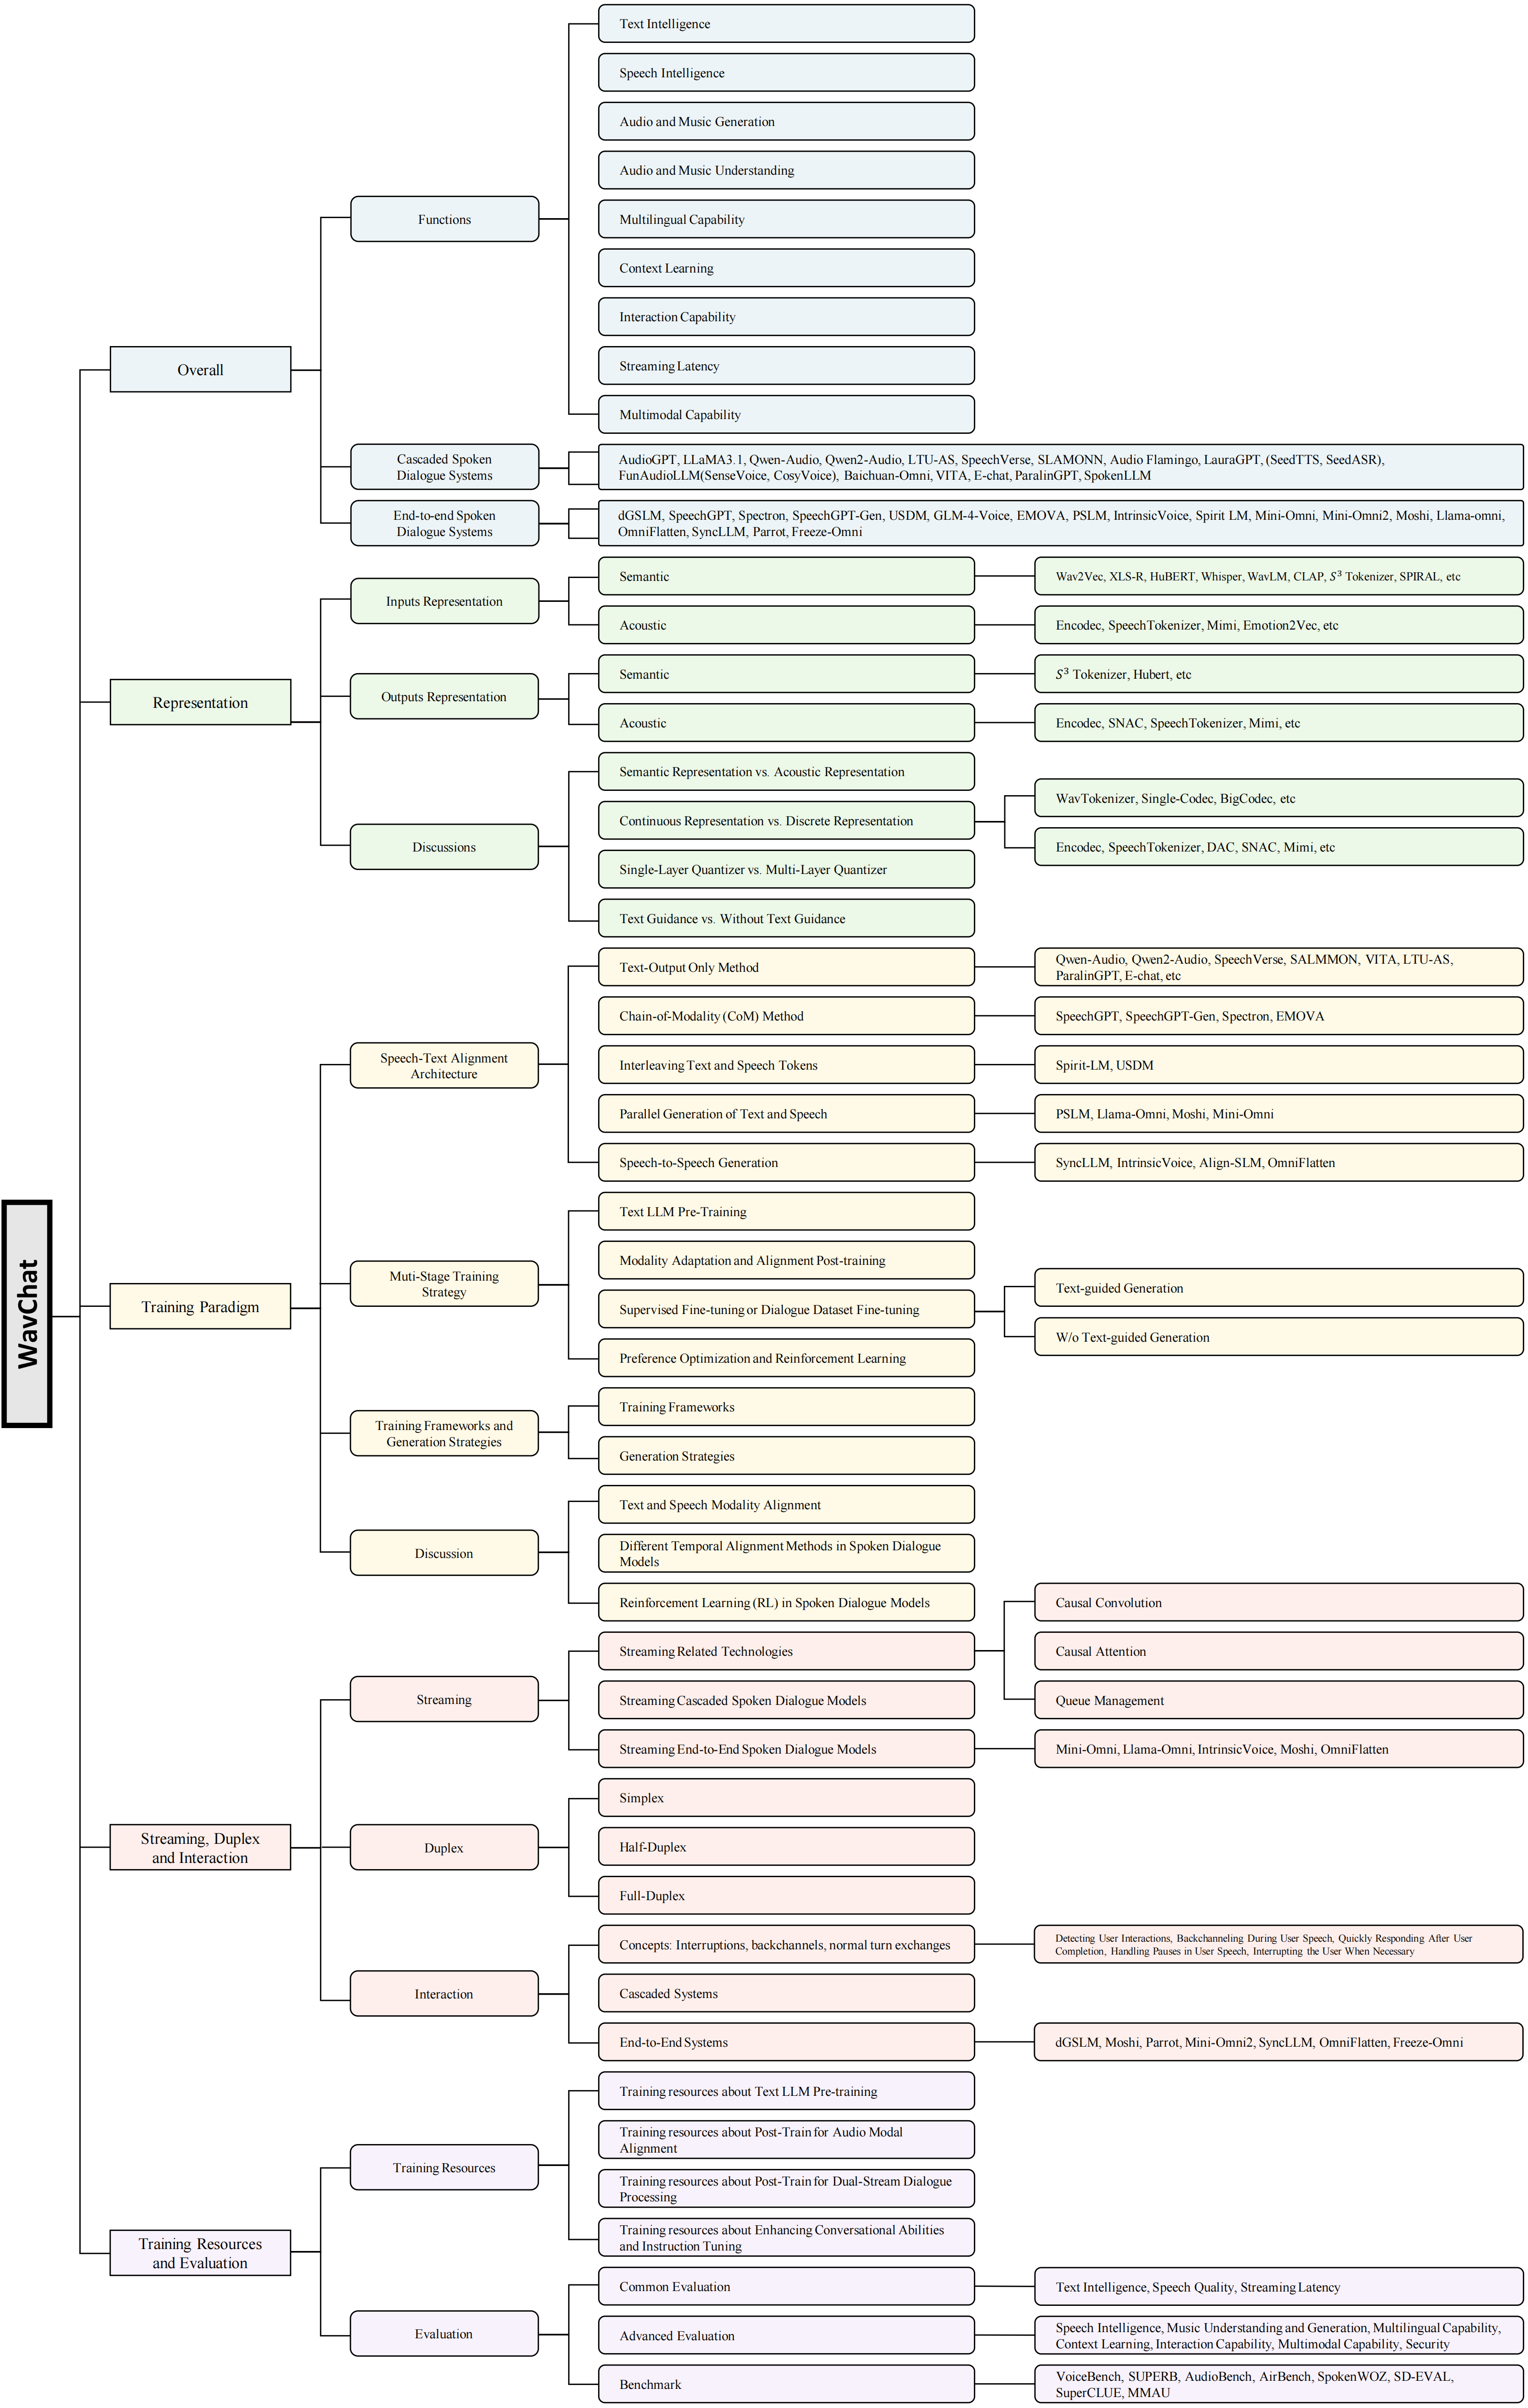 WavChat
Overall
Functions
Text Intelligence
Speech Intelligence
Audio and Music Generation
Audio and Music Understanding
Multilingual Capability
Context Learning
Interaction Capability
Streaming Latency
Multimodal Capability
Cascaded Spoken
Dialogue Systems
AudioGPT, LLaMA3.1, Qwen-Audio, Qwen2-Audio, LTU-AS, SpeechVerse, SLAMONN, Audio Flamingo, LauraGPT, (SeedTTS, SeedASR),
FunAudioLLM(SenseVoice, CosyVoice), Baichuan-Omni, VITA, E-chat, ParalinGPT, SpokenLLM
End-to-end Spoken
Dialogue Systems
dGSLM, SpeechGPT, Spectron, SpeechGPT-Gen, USDM, GLM-4-Voice, EMOVA, PSLM, IntrinsicVoice, Spirit LM, Mini-Omni, Mini-Omni2, Moshi, Llama-omni,
OmniFlatten, SyncLLM, Parrot, Freeze-Omni
Representation
Inputs Representation
Semantic
Wav2Vec, XLS-R, HuBERT, Whisper, WavLM, CLAP, S³ Tokenizer, SPIRAL, etc
Acoustic
Encodec, SpeechTokenizer, Mimi, Emotion2Vec, etc
Outputs Representation
Semantic
S³ Tokenizer, Hubert, etc
Acoustic
Encodec, SNAC, SpeechTokenizer, Mimi, etc
Discussions
Semantic Representation vs. Acoustic Representation
Continuous Representation vs. Discrete Representation
WavTokenizer, Single-Codec, BigCodec, etc
Encodec, SpeechTokenizer, DAC, SNAC, Mimi, etc
Single-Layer Quantizer vs. Multi-Layer Quantizer
Text Guidance vs. Without Text Guidance
Training Paradigm
Speech-Text Alignment
Architecture
Text-Output Only Method
Qwen-Audio, Qwen2-Audio, SpeechVerse, SALMMON, VITA, LTU-AS,
ParalinGPT, E-chat, etc
Chain-of-Modality (CoM) Method
SpeechGPT, SpeechGPT-Gen, Spectron, EMOVA
Interleaving Text and Speech Tokens
Spirit-LM, USDM
Parallel Generation of Text and Speech
PSLM, Llama-Omni, Moshi, Mini-Omni
Speech-to-Speech Generation
SyncLLM, IntrinsicVoice, Align-SLM, OmniFlatten
Muti-Stage Training
Strategy
Text LLM Pre-Training
Modality Adaptation and Alignment Post-training
Supervised Fine-tuning or Dialogue Dataset Fine-tuning
Text-guided Generation
W/o Text-guided Generation
Preference Optimization and Reinforcement Learning
Training Frameworks and
Generation Strategies
Training Frameworks
Generation Strategies
Discussion
Text and Speech Modality Alignment
Different Temporal Alignment Methods in Spoken Dialogue
Models
Reinforcement Learning (RL) in Spoken Dialogue Models
Streaming, Duplex
and Interaction
Streaming
Streaming Related Technologies
Causal Convolution
Causal Attention
Queue Management
Streaming Cascaded Spoken Dialogue Models
Streaming End-to-End Spoken Dialogue Models
Mini-Omni, Llama-Omni, IntrinsicVoice, Moshi, OmniFlatten
Duplex
Simplex
Half-Duplex
Full-Duplex
Interaction
Concepts: Interruptions, backchannels, normal turn exchanges
Detecting User Interactions, Backchanneling During User Speech, Quickly Responding After User
Completion, Handling Pauses in User Speech, Interrupting the User When Necessary
Cascaded Systems
End-to-End Systems
dGSLM, Moshi, Parrot, Mini-Omni2, SyncLLM, OmniFlatten, Freeze-Omni
Training Resources
and Evaluation
Training Resources
Training resources about Text LLM Pre-training
Training resources about Post-Train for Audio Modal
Alignment
Training resources about Post-Train for Dual-Stream Dialogue
Processing
Training resources about Enhancing Conversational Abilities
and Instruction Tuning
Evaluation
Common Evaluation
Text Intelligence, Speech Quality, Streaming Latency
Advanced Evaluation
Speech Intelligence, Music Understanding and Generation, Multilingual Capability,
Context Learning, Interaction Capability, Multimodal Capability, Security
Benchmark
VoiceBench, SUPERB, AudioBench, AirBench, SpokenWOZ, SD-EVAL,
SuperCLUE, MMAU